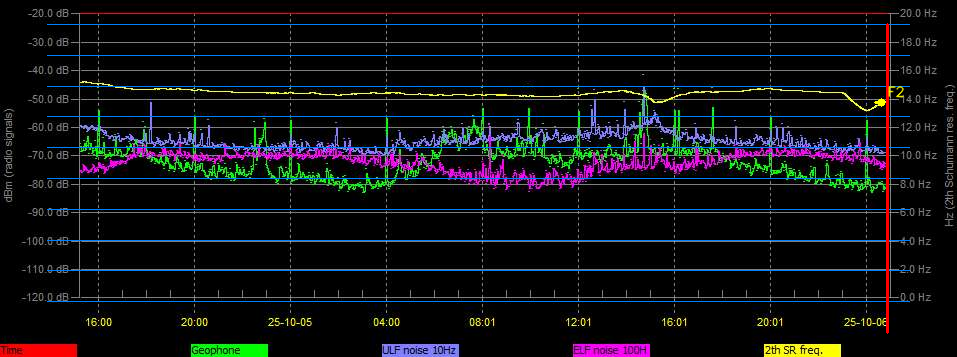 -20.0 dB 20.0 Hz
-30.0 dB 18.0 Hz
-40.0 dB 16.0 Hz
-50.0 dB 14.0 Hz
F2
-60.0 dB 12.0 Hz
-70.0 dB 10.0 Hz
-80.0 dB 8.0 Hz
-90.0 dB 6.0 Hz
-100.0 dB 4.0 Hz
-110.0 dB 2.0 Hz
-120.0 dB 0.0 Hz
dBm (radio signals)
Hz (2th Schumann res. freq.)
16:00 20:00 25-10-05 04:00 08:01 12:01 16:01 20:01 25-10-06
Time Geophone ULF noise 10Hz ELF noise 100H 2th SR freq.